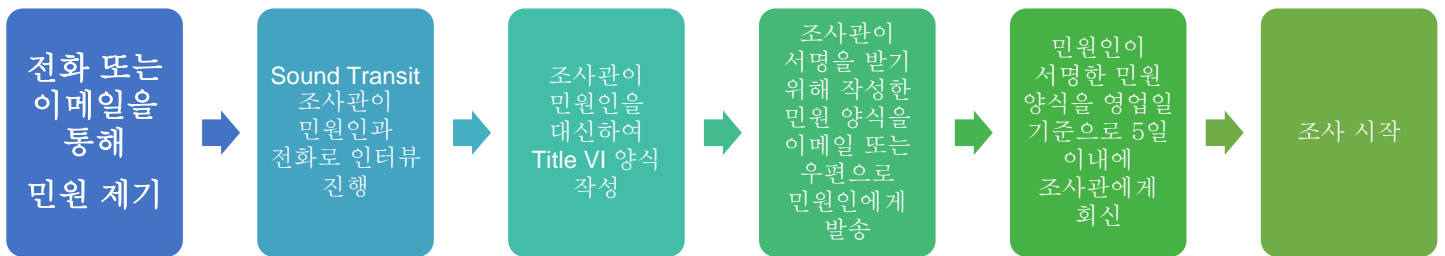 전화 또는
이메일을
통해
민원 제기
Sound Transit
조사관이
민원인과
전화로 인터뷰
진행
조사관이
민원인을
대신하여
Title VI 양식
작성
조사관이
서명을 받기
위해 작성한
민원 양식을
이메일 또는
우편으로
민원인에게
발송
민원인이
서명한 민원
양식을 영업일
기준으로 5일
이내에
조사관에게
회신
조사 시작